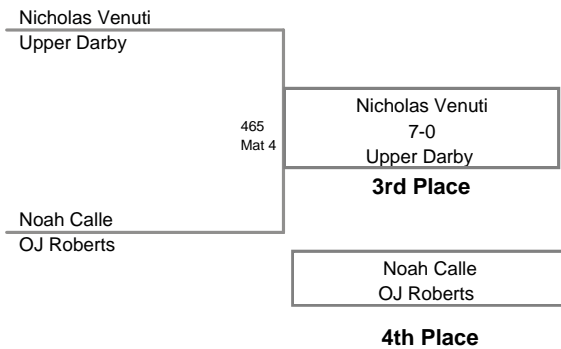 Nicholas Venuti
Upper Darby
465
Mat 4
Nicholas Venuti
7-0
Upper Darby
3rd Place
Noah Calle
OJ Roberts
Noah Calle
OJ Roberts
4th Place